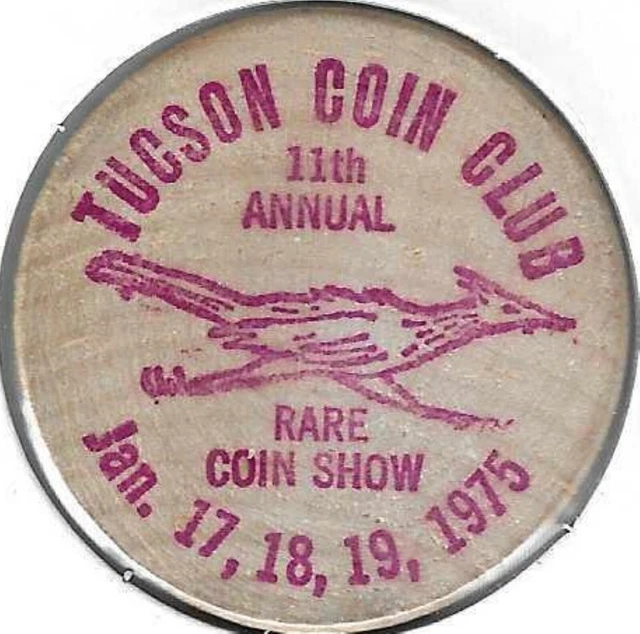 TUCSON COIN CLUB
11th
ANNUAL
RARE
COIN SHOW
Jan. 17, 18, 19, 1975